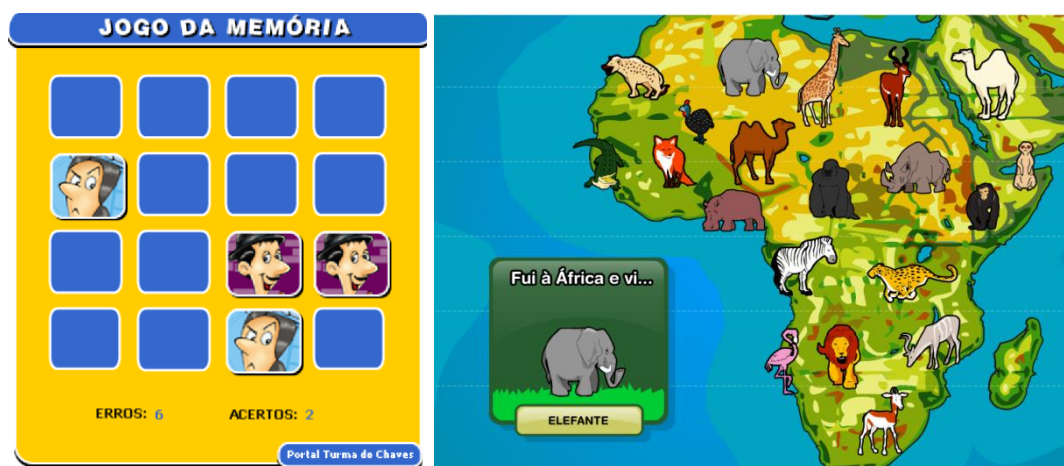 JOGO DA MEMÓRIA
ERROS: 6 ACERTOS: 2
Portal Turma do Chaves
Fui à África e vi...
ELEFANTE